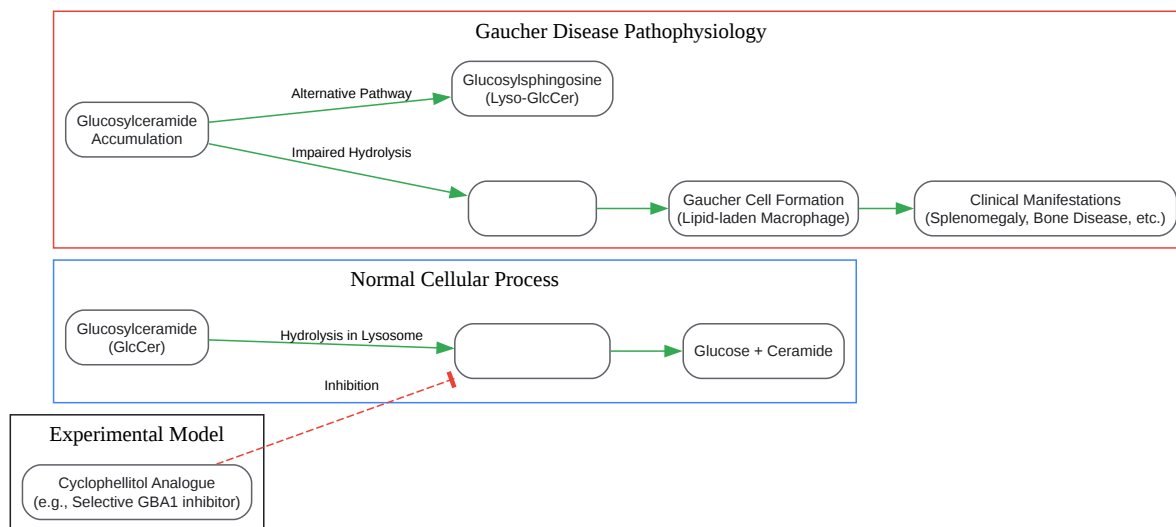 Gaucher Disease Pathophysiology
Glucosylceramide
Accumulation
Alternative Pathway
Glucosylsphingosine
(Lyso-GlcCer)
Impaired Hydrolysis
Gaucher Cell Formation
(Lipid-laden Macrophage)
Clinical Manifestations
(Splenomegaly, Bone Disease, etc.)
Normal Cellular Process
Glucosylceramide
(GlcCer)
Hydrolysis in Lysosome
Glucose + Ceramide
Inhibition
Experimental Model
Cyclophellitol Analogue
(e.g., Selective GBA1 inhibitor)